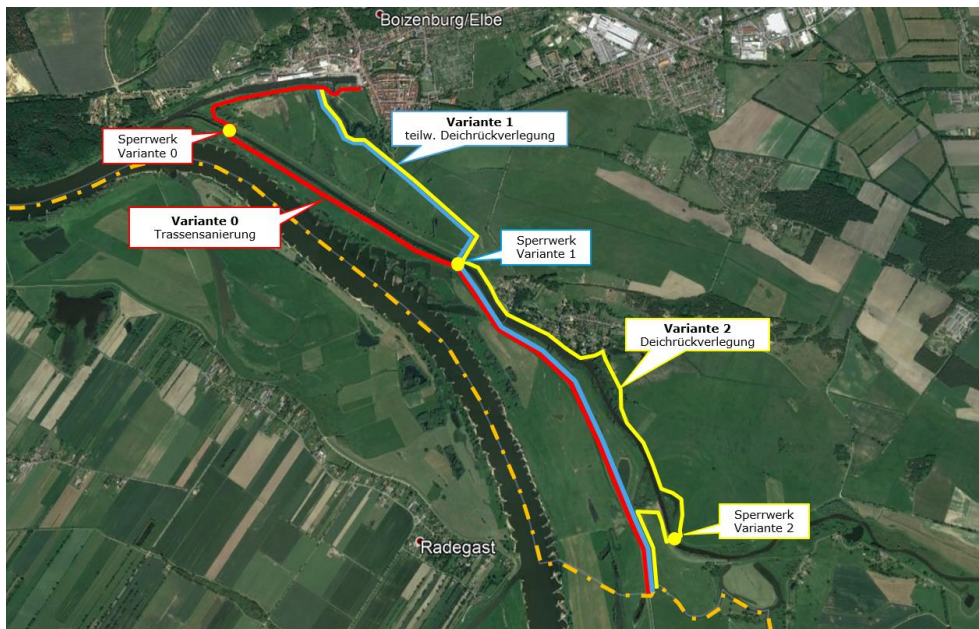 Boizenburg/Elbe
Variante 1
teilw. Deichrückverlegung
Sperrwerk
Variante 0
Variante 0
Trassensanierung
Sperrwerk
Variante 1
Variante 2
Deichrückverlegung
Sperrwerk
Variante 2
Radegast